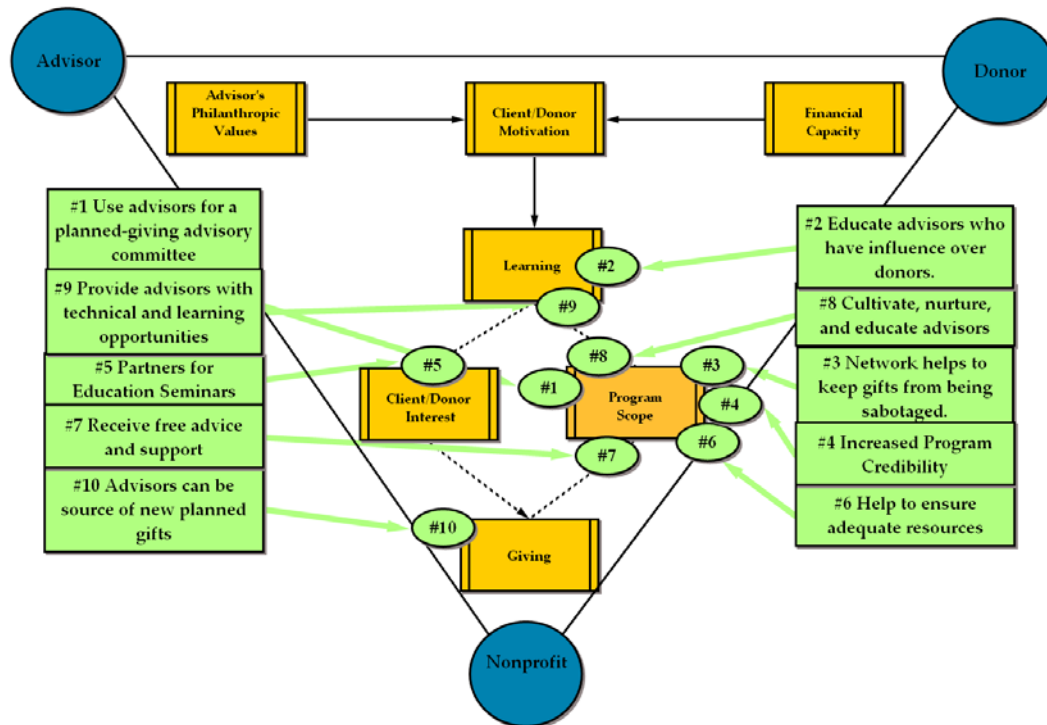 Advisor
Donor
Advisor's
Philanthropic
Values
Client/Donor
Motivation
Financial
Capacity
#1 Use advisors for a
planned-giving advisory
committee
#9 Provide advisors with
technical and learning
opportunities
#5 Partners for
Education Seminars
#7 Receive free advice
and support
#10 Advisors can be
source of new planned
gifts
Learning
#2
#9
#5
#8
#3
#1
Client/Donor
Interest
Program
Scope
#4
#6
#7
#10
Giving
#2 Educate advisors who
have influence over
donors.
#8 Cultivate, nurture,
and educate advisors
#3 Network helps to
keep gifts from being
sabotaged.
#4 Increased Program
Credibility
#6 Help to ensure
adequate resources
Nonprofit